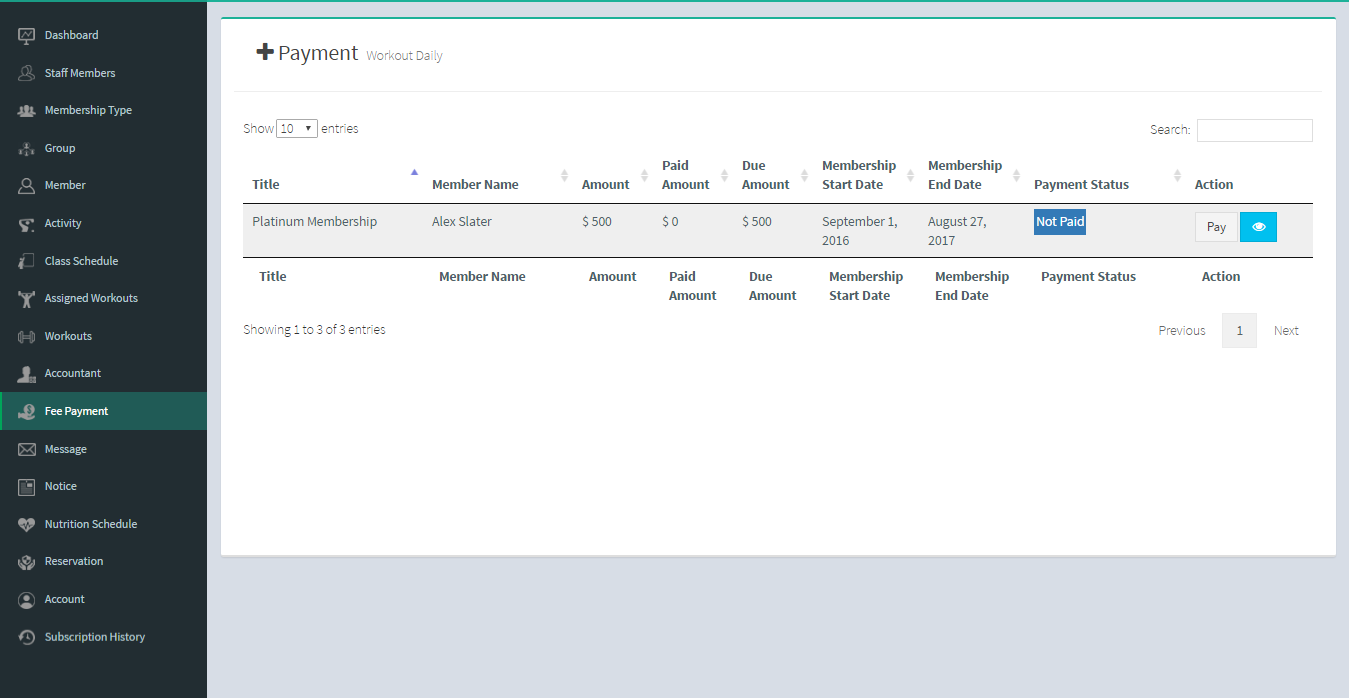 Dashboard
Staff Members
Membership Type
Group
Member
Activity
Class Schedule
Assigned Workouts
Workouts
Accountant
Fee Payment
Message
Notice
Nutrition Schedule
Reservation
Account
Subscription History
Payment Workout Daily
Show 10 entries
Search:
Title Member Name Amount Paid Amount Due Amount Membership Start Date Membership End Date Payment Status Action
Platinum Membership Alex Slater $ 500 $ 0 $ 500 September 1, 2016 August 27, 2017 Not Paid Pay
Title Member Name Amount Paid Amount Due Amount Membership Start Date Membership End Date Payment Status Action
Showing 1 to 3 of 3 entries
Previous 1 Next